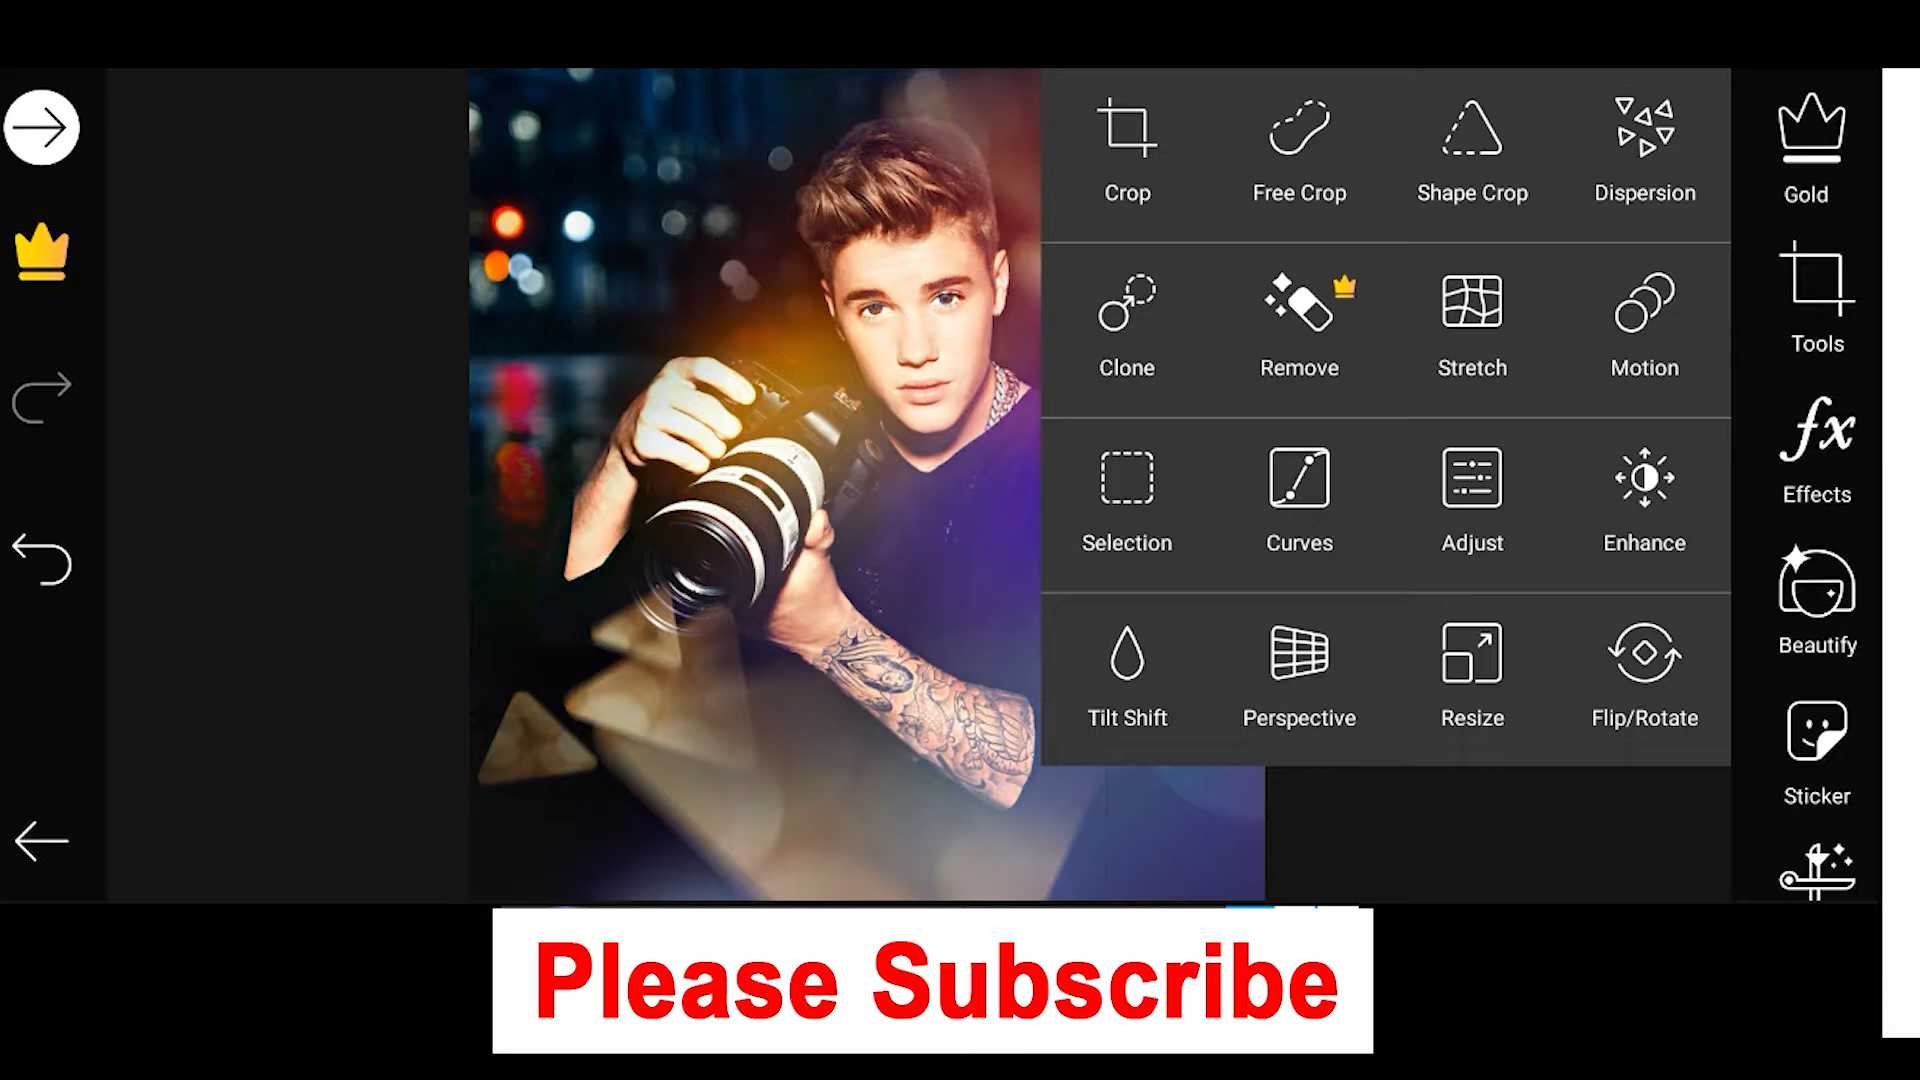 Crop Free Crop Shape Crop Dispersion
Clone Remove Stretch Motion
Selection Curves Adjust Enhance
Tilt Shift Perspective Resize Flip/Rotate
Gold
Tools
fx
Effects
Beautify
Sticker
Please Subscribe